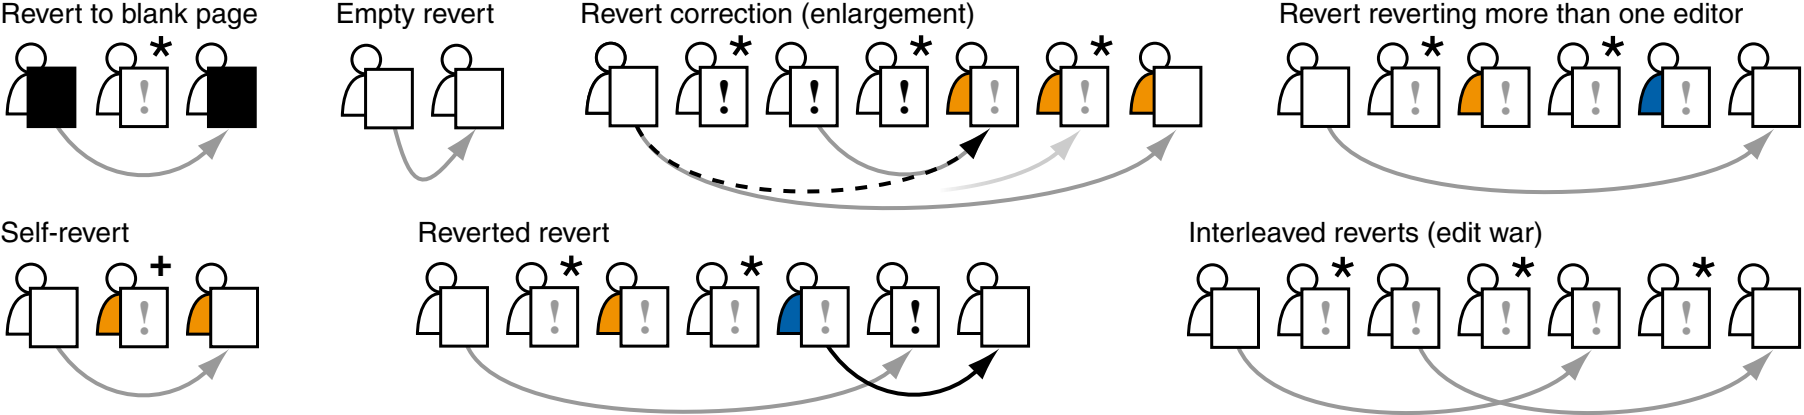 Revert to blank page
Empty revert
Revert correction (enlargement)
Revert reverting more than one editor
* * * * * *
! ! ! ! ! ! ! ! ! ! !
Self-revert
Reverted revert
Interleaved reverts (edit war)
+ * * * * *
! ! ! ! ! ! ! ! ! ! !